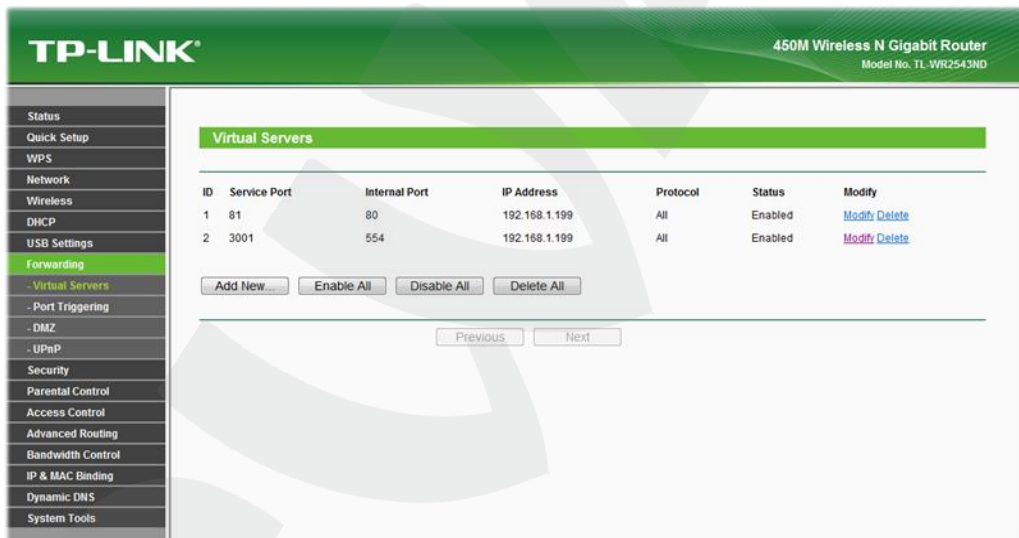 TP-LINK®
450M Wireless N Gigabit Router
Model No. TL-WR2543ND
Status
Quick Setup
WPS
Network
Wireless
DHCP
USB Settings
Forwarding
- Virtual Servers
- Port Triggering
- DMZ
- UPnP
Security
Parental Control
Access Control
Advanced Routing
Bandwidth Control
IP & MAC Binding
Dynamic DNS
System Tools
Virtual Servers
ID Service Port Internal Port IP Address Protocol Status Modify
1 81 80 192.168.1.199 All Enabled Modify Delete
2 3001 554 192.168.1.199 All Enabled Modify Delete
Add New... Enable All Disable All Delete All
Previous Next